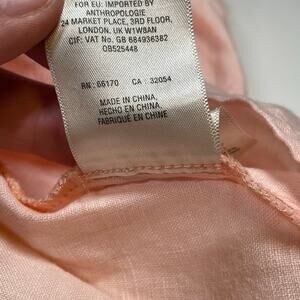 FOR EU: IMPORTED BY
ANTHROPOLOGIE
24 MARKET PLACE, 3RD FLOOR,
LONDON, UK W1W8AN
CIF: VAT No: GB 684936382
OB525448
RN: 66170 CA: 32054
MADE IN CHINA,
HECHO EN CHINA,
FABRIQUÉ EN CHINE